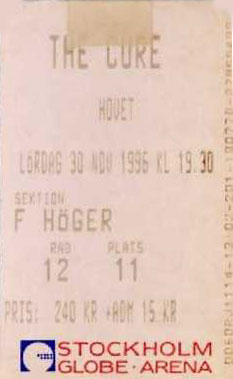 THE CURE
HOVET
LÖRDAG 30 NOV 1996 KL 19.30
SEKTION
F HÖGER
RAD PLATS
12 11
PRIS: 240 KR +ADM 15 KR
STOCKHOLM
GLOBE·ARENA